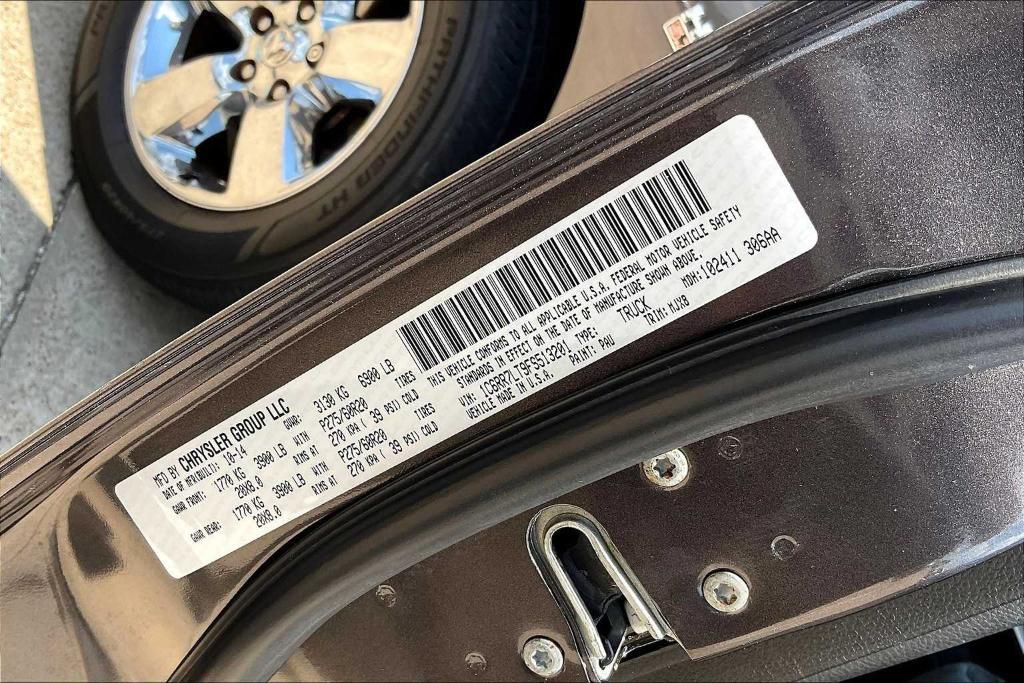 PATHFINDER HT
MFD BY CHRYSLER GROUP LLC
DATE OF MFR(BUILT): 10-14 GVWR: 3130 KG 6900 LB
GAWR FRONT: 1770 KG 3900 LB WITH P275/60R20 TIRES
20X8.0 RIMS AT 270 KPA ( 39 PSI) COLD
GAWR REAR: 1770 KG 3900 LB WITH P275/60R20 TIRES
20X8.0 RIMS AT 270 KPA ( 39 PSI) COLD
THIS VEHICLE CONFORMS TO ALL APPLICABLE U.S.A. FEDERAL MOTOR VEHICLE SAFETY
STANDARDS IN EFFECT ON THE DATE OF MANUFACTURE SHOWN ABOVE.
VIN: 1C6RR7LT9FS513201 TYPE: TRUCK MDH:102411 306AA
VEHICLE MADE IN U.S.A. PAINT: PAU TRIM: MJX8